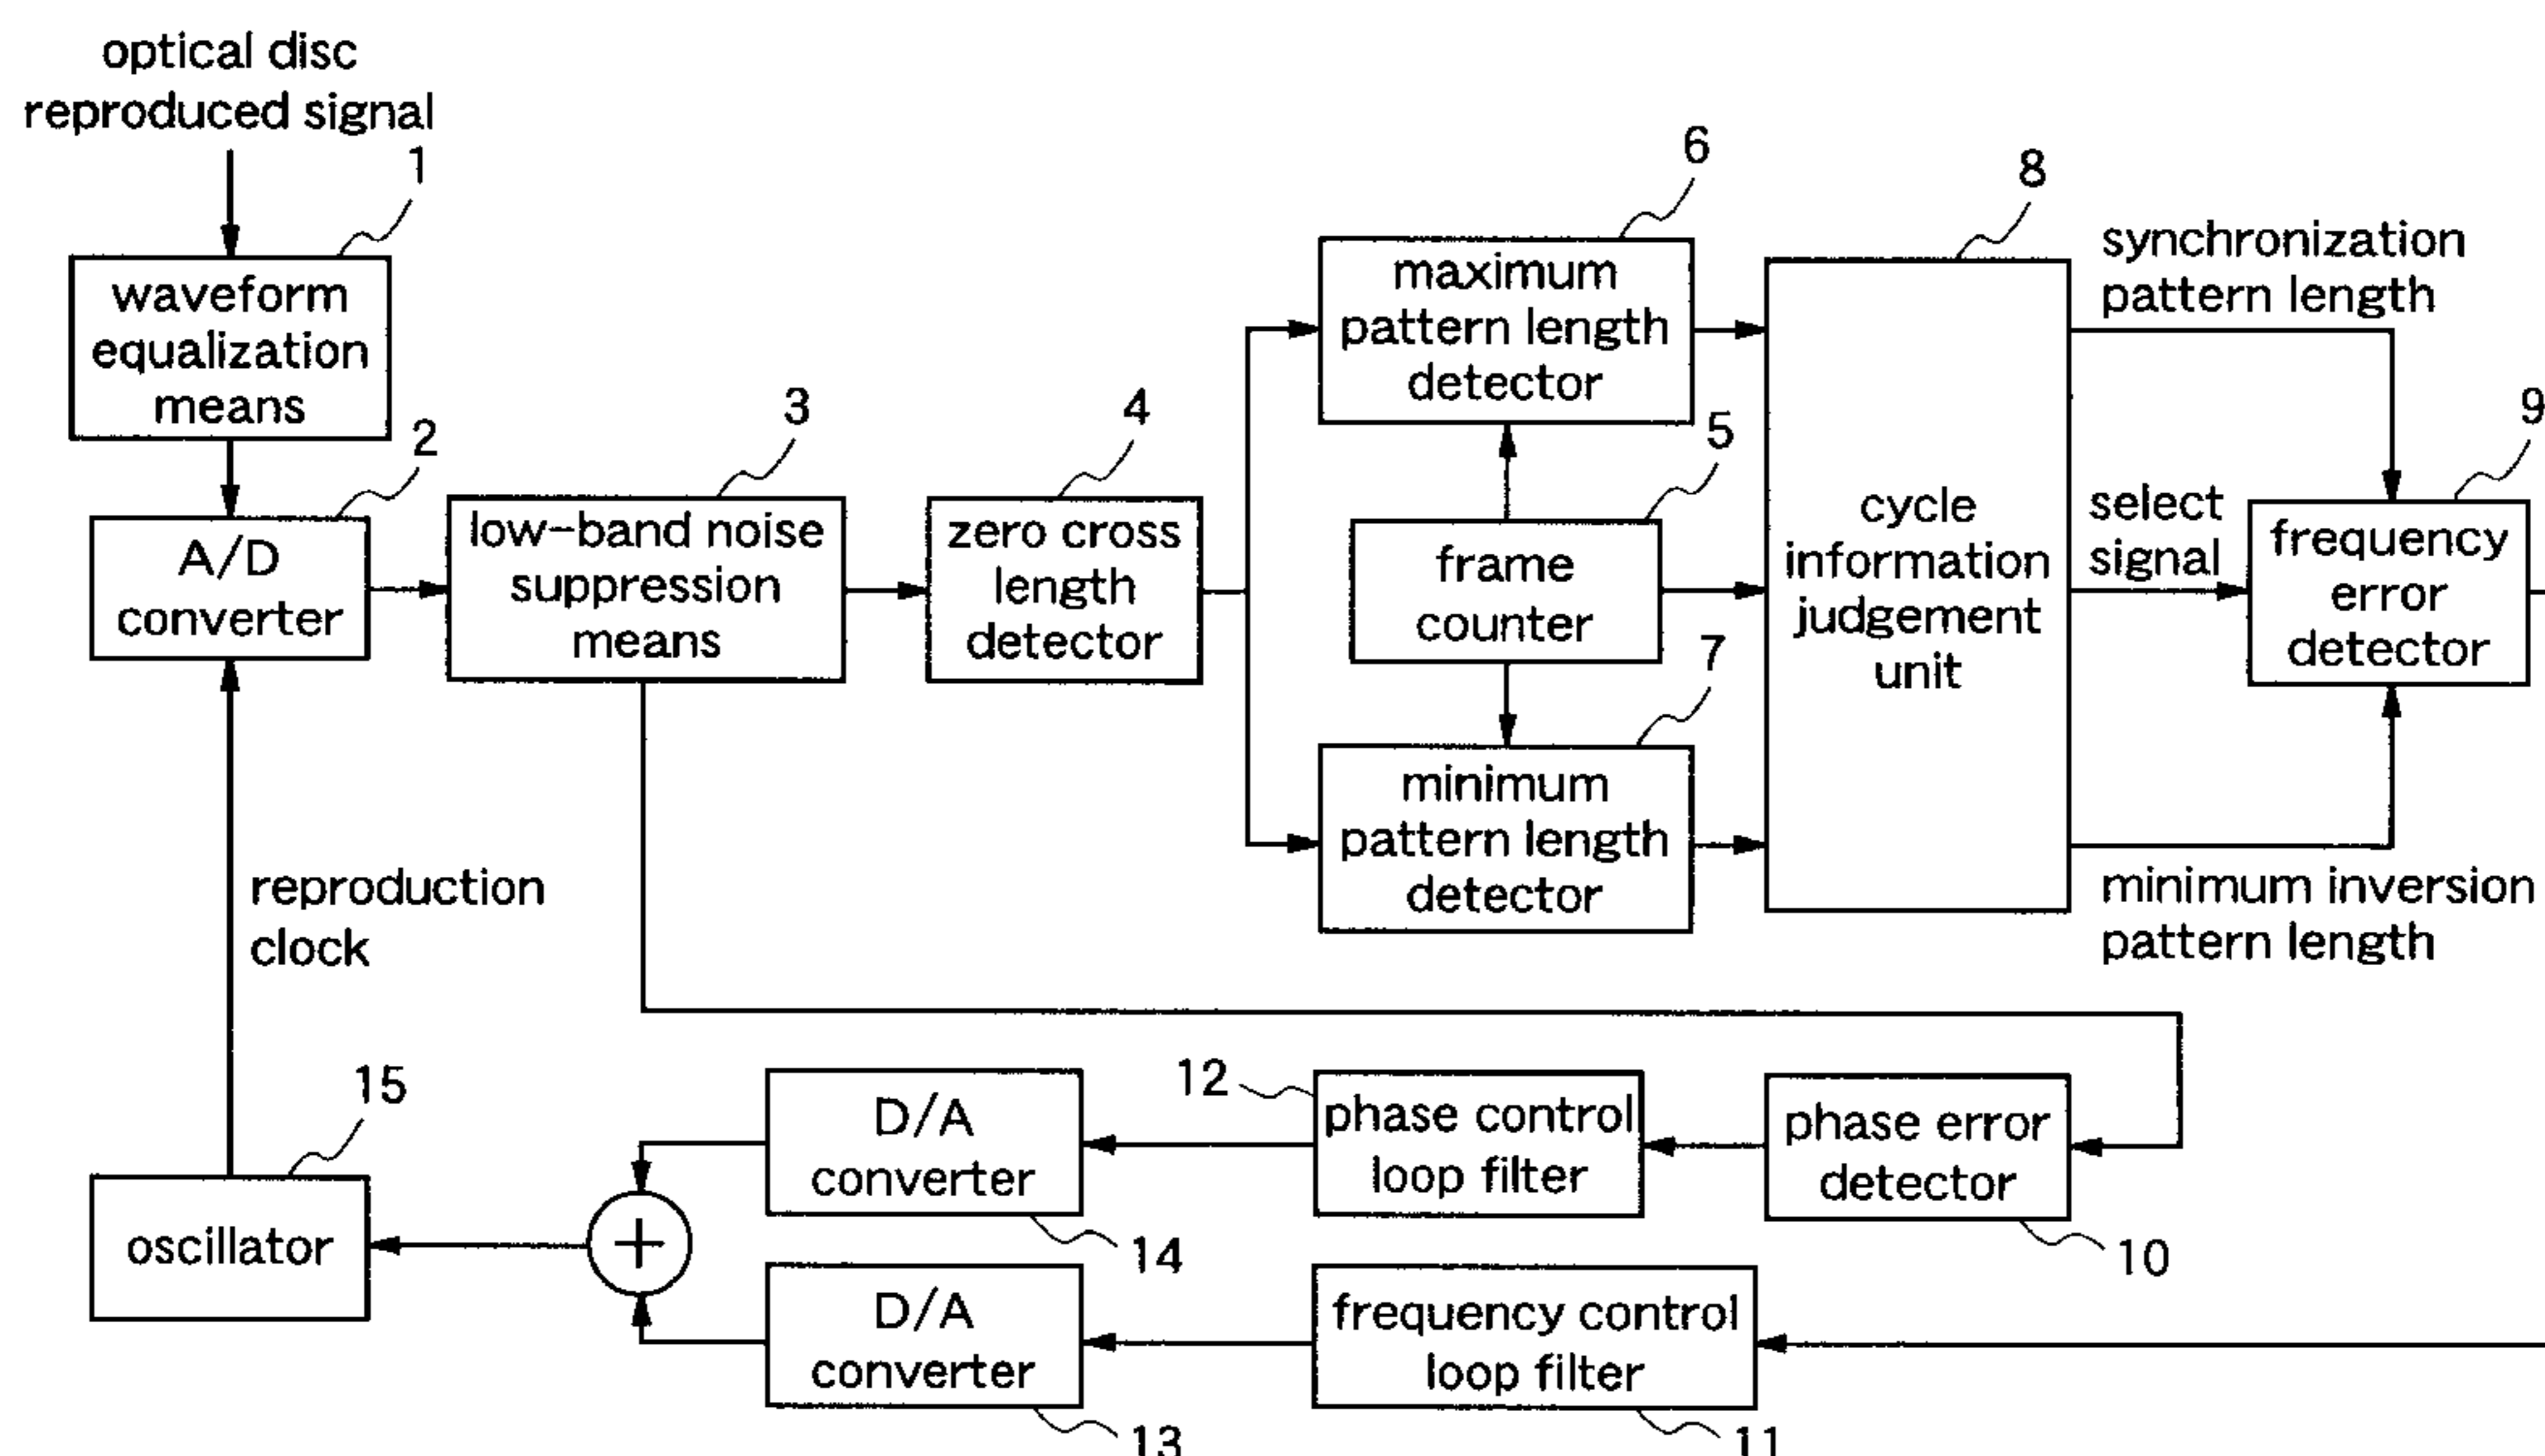 optical disc
reproduced signal
1
waveform
equalization
means
2
A/D
converter
3
low-band noise
suppression
means
4
zero cross
length
detector
6
maximum
pattern length
detector
5
frame
counter
7
minimum
pattern length
detector
8
cycle
information
judgement
unit
synchronization
pattern length
select
signal
9
frequency
error
detector
minimum inversion
pattern length
reproduction
clock
15
oscillator
+
D/A
converter
14
D/A
converter
13
12
phase control
loop filter
phase error
detector
10
frequency control
loop filter
11